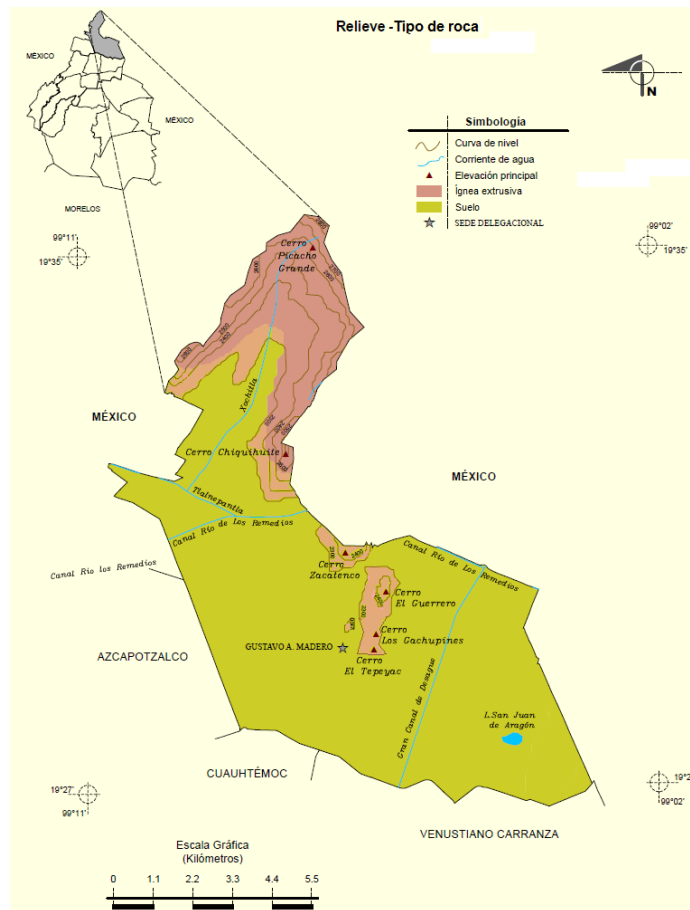 Relieve -Tipo de roca
MÉXICO
MÉXICO
MORELOS
N
Simbología
Curva de nivel
Corriente de agua
Elevación principal
Ígnea extrusiva
Suelo
SEDE DELEGACIONAL
99°11'
19°35'
99°02'
19°35'
Cerro
Picacho
Grande
Xochitla
MÉXICO
Cerro Chiquihuite
MÉXICO
Tlalnepantla
Canal Río de Los Remedios
Canal Río de Los Remedios
Canal Río los Remedios
Cerro
Zacatenco
Cerro
El Guerrero
Cerro
Los Gachupines
GUSTAVO A. MADERO
Cerro
El Tepeyac
AZCAPOTZALCO
Gran Canal de Desague
L.San Juan
de Aragón
CUAUHTÉMOC
19°27'
99°11'
99°02'
VENUSTIANO CARRANZA
Escala Gráfica
(Kilómetros)
0 1.1 2.2 3.3 4.4 5.5